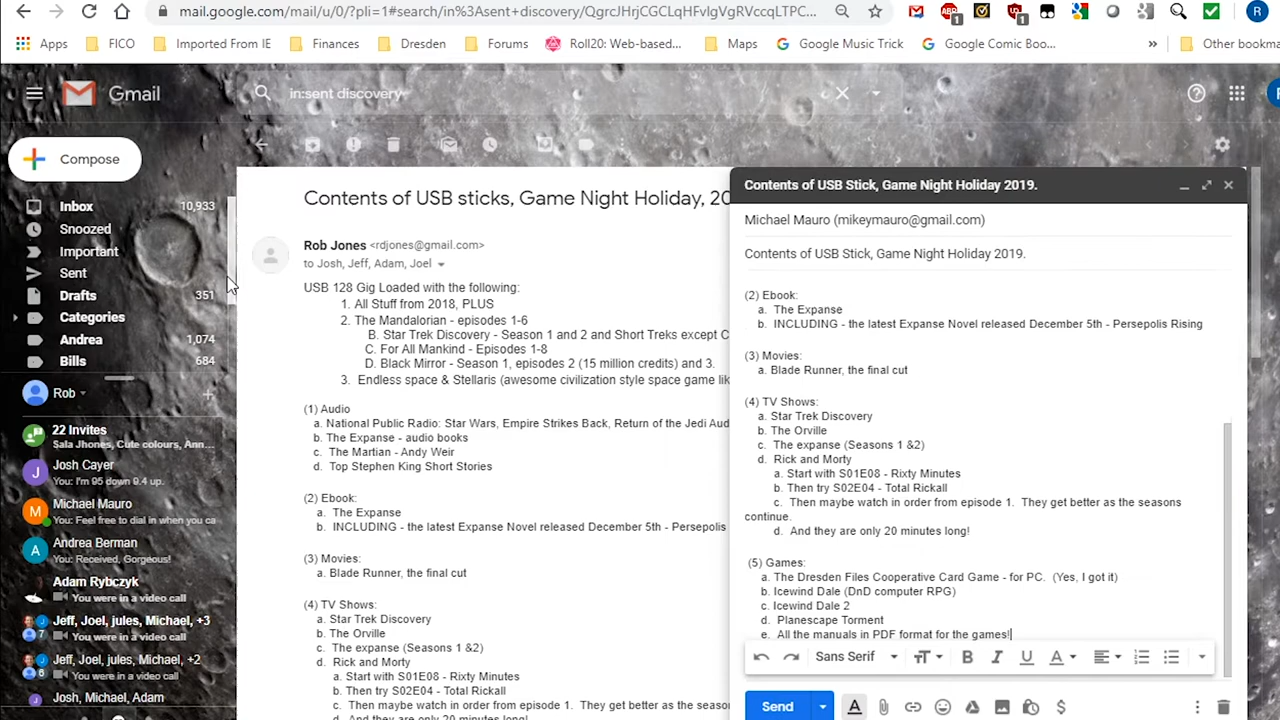 mail.google.com/mail/u/0/?pli=1#search/in%3Asent+discovery/QgrcJHrjCGCLqHFvlgVgRVccqLTPC...
1
1
R
Apps FICO Imported From IE Finances Dresden Forums Roll20: Web-based... Maps Google Music Trick Google Comic Boo... » Other bookma
Gmail
in:sent discovery
Compose
Inbox 10,933
Snoozed
Important
Sent
Drafts 351
Categories
Andrea 1,074
Bills 684
Rob
22 Invites
Sala Jhones, Cute colours, Ann...
J
Josh Cayer
You: I'm 95 down 9.4 up.
M
Michael Mauro
You: Feel free to dial in when you ca
A
Andrea Berman
You: Received, Gorgeous!
Adam Rybczyk
You were in a video call
J
7
Jeff, Joel, jules, Michael, +3
You were in a video call
J
6
Jeff, Joel, jules, Michael, +2
You were in a video call
J
Josh, Michael, Adam
Contents of USB sticks, Game Night Holiday, 20
Rob Jones <rdjones@gmail.com>
to Josh, Jeff, Adam, Joel
USB 128 Gig Loaded with the following:
1. All Stuff from 2018, PLUS
2. The Mandalorian - episodes 1-6
B. Star Trek Discovery - Season 1 and 2 and Short Treks except C
C. For All Mankind - Episodes 1-8
D. Black Mirror - Season 1, episodes 2 (15 million credits) and 3.
3. Endless space & Stellaris (awesome civilization style space game lik
(1) Audio
a. National Public Radio: Star Wars, Empire Strikes Back, Return of the Jedi Aud
b. The Expanse - audio books
c. The Martian - Andy Weir
d. Top Stephen King Short Stories
(2) Ebook:
a. The Expanse
b. INCLUDING - the latest Expanse Novel released December 5th - Persepolis
(3) Movies:
a. Blade Runner, the final cut
(4) TV Shows:
a. Star Trek Discovery
b. The Orville
c. The expanse (Seasons 1 &2)
d. Rick and Morty
a. Start with S01E08 - Rixty Minutes
b. Then try S02E04 - Total Rickall
c. Then maybe watch in order from episode 1. They get better as the seaso
d. And they are only 20 minutes long!
Contents of USB Stick, Game Night Holiday 2019.
Michael Mauro (mikeymauro@gmail.com)
Contents of USB Stick, Game Night Holiday 2019.
(2) Ebook:
a. The Expanse
b. INCLUDING - the latest Expanse Novel released December 5th - Persepolis Rising
(3) Movies:
a. Blade Runner, the final cut
(4) TV Shows:
a. Star Trek Discovery
b. The Orville
c. The expanse (Seasons 1 &2)
d. Rick and Morty
a. Start with S01E08 - Rixty Minutes
b. Then try S02E04 - Total Rickall
c. Then maybe watch in order from episode 1. They get better as the seasons
continue.
d. And they are only 20 minutes long!
(5) Games:
a. The Dresden Files Cooperative Card Game - for PC. (Yes, I got it)
b. Icewind Dale (DnD computer RPG)
c. Icewind Dale 2
d. Planescape Torment
e. All the manuals in PDF format for the games!
Sans Serif
Send